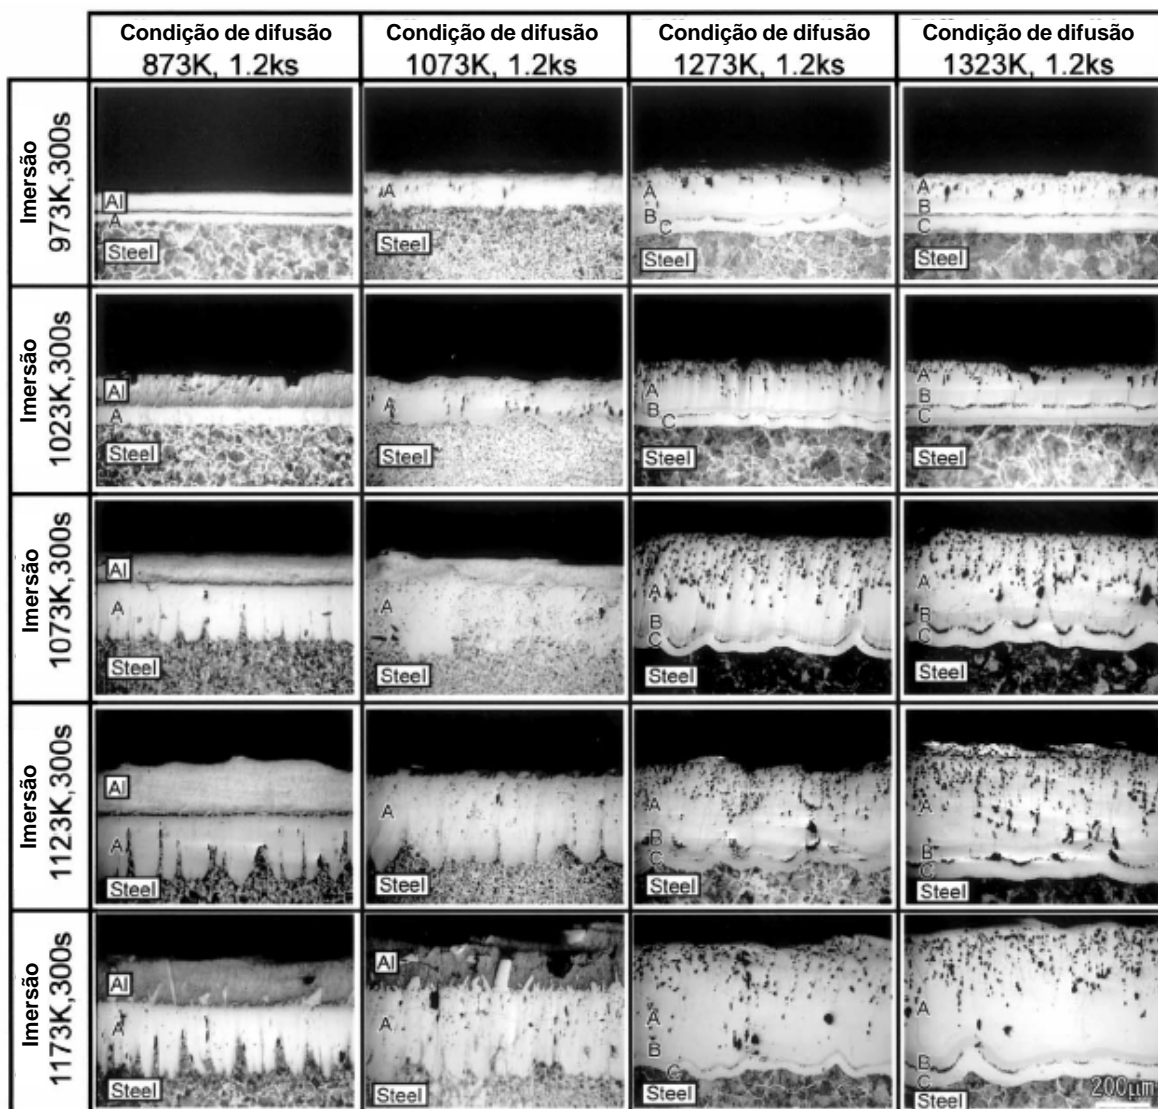 Condição de difusão
873K, 1.2ks
Condição de difusão
1073K, 1.2ks
Condição de difusão
1273K, 1.2ks
Condição de difusão
1323K, 1.2ks
Imersão
973K,300s
Al
A
Steel
A
Steel
A
B
C
Steel
A
B
C
Steel
Imersão
1023K,300s
Al
A
Steel
A
Steel
A
B
C
Steel
A
B
C
Steel
Imersão
1073K,300s
Al
A
Steel
A
Steel
A
B
C
Steel
A
B
C
Steel
Imersão
1123K,300s
Al
A
Steel
A
Steel
A
B
C
Steel
A
B
C
Steel
Imersão
1173K,300s
Al
A
Steel
Al
A
Steel
A
B
C
Steel
A
B
C
Steel
200μm